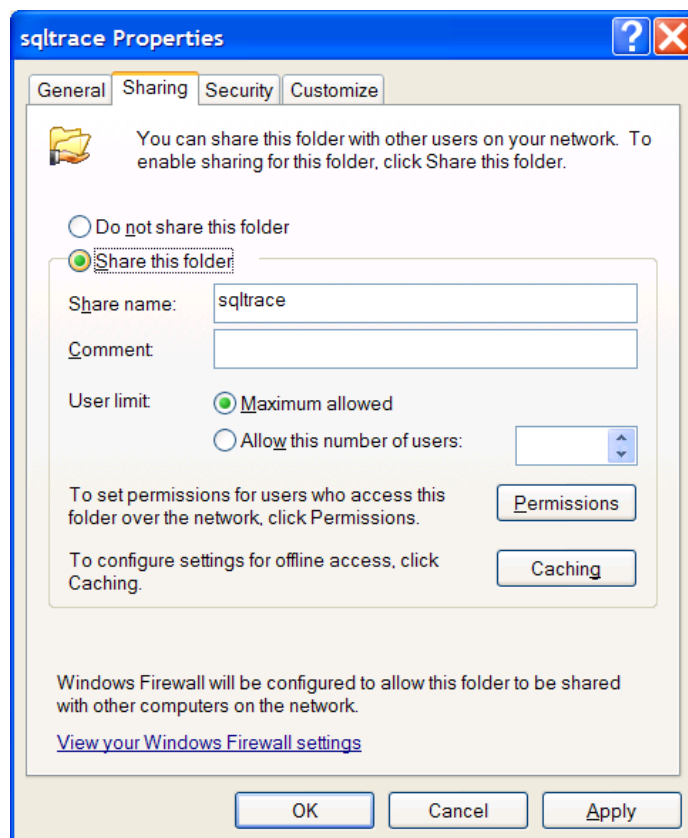 sqltrace Properties
General Sharing Security Customize
You can share this folder with other users on your network. To
enable sharing for this folder, click Share this folder.
Do not share this folder
Share this folder
Share name: sqltrace
Comment:
User limit: Maximum allowed
Allow this number of users:
To set permissions for users who access this
folder over the network, click Permissions.
Permissions
To configure settings for offline access, click
Caching.
Caching
Windows Firewall will be configured to allow this folder to be shared
with other computers on the network.
View your Windows Firewall settings
OK Cancel Apply